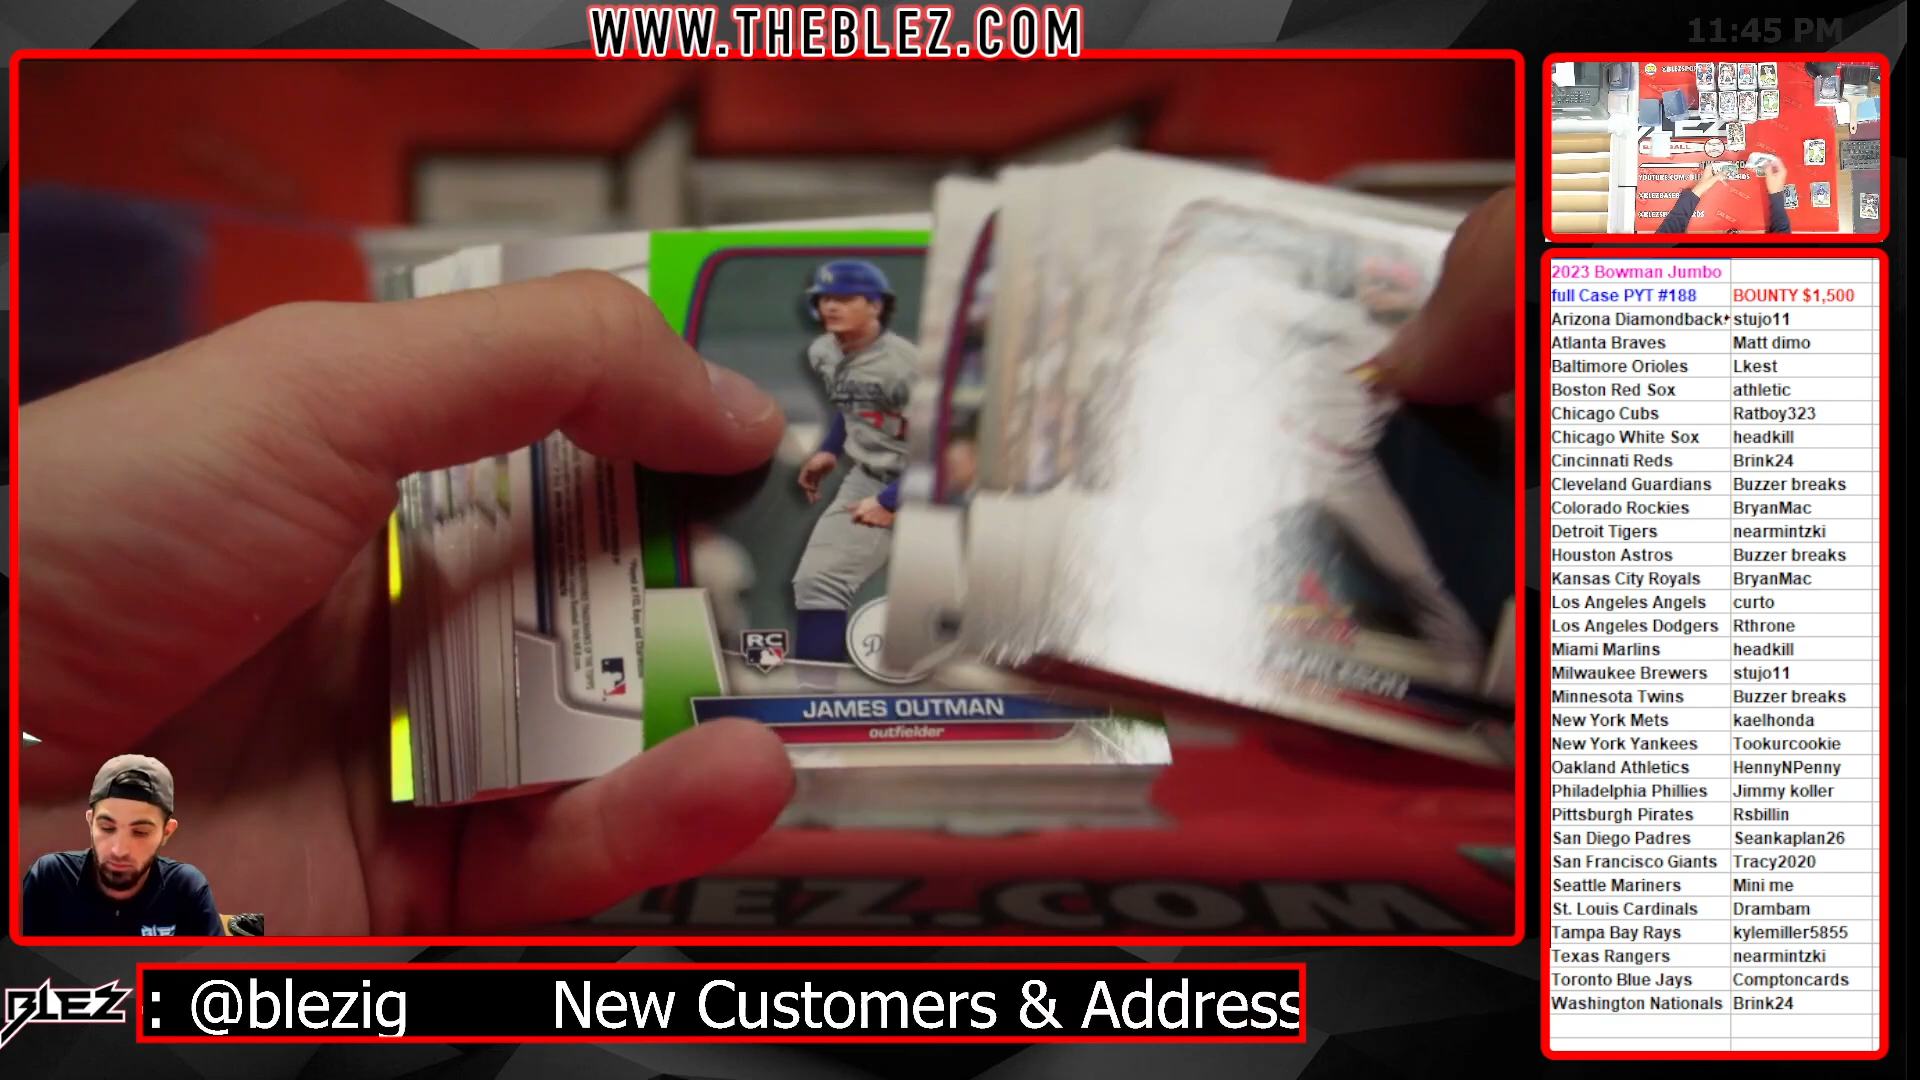 WWW.THEBLEZ.COM
11:45 PM
RC
JAMES OUTMAN
outfielder
.COM
2023 Bowman Jumbo
full Case PYT #188 BOUNTY $1,500
Arizona Diamondback stujo11
Atlanta Braves Matt dimo
Baltimore Orioles Lkest
Boston Red Sox athletic
Chicago Cubs Ratboy323
Chicago White Sox headkill
Cincinnati Reds Brink24
Cleveland Guardians Buzzer breaks
Colorado Rockies BryanMac
Detroit Tigers nearmintzki
Houston Astros Buzzer breaks
Kansas City Royals BryanMac
Los Angeles Angels curto
Los Angeles Dodgers Rthrone
Miami Marlins headkill
Milwaukee Brewers stujo11
Minnesota Twins Buzzer breaks
New York Mets kaelhonda
New York Yankees Tookurcookie
Oakland Athletics HennyNPenny
Philadelphia Phillies Jimmy koller
Pittsburgh Pirates Rsbillin
San Diego Padres Seankaplan26
San Francisco Giants Tracy2020
Seattle Mariners Mini me
St. Louis Cardinals Drambam
Tampa Bay Rays kylemiller5855
Texas Rangers nearmintzki
Toronto Blue Jays Comptoncards
Washington Nationals Brink24
BLEZ
: @blezig New Customers & Address